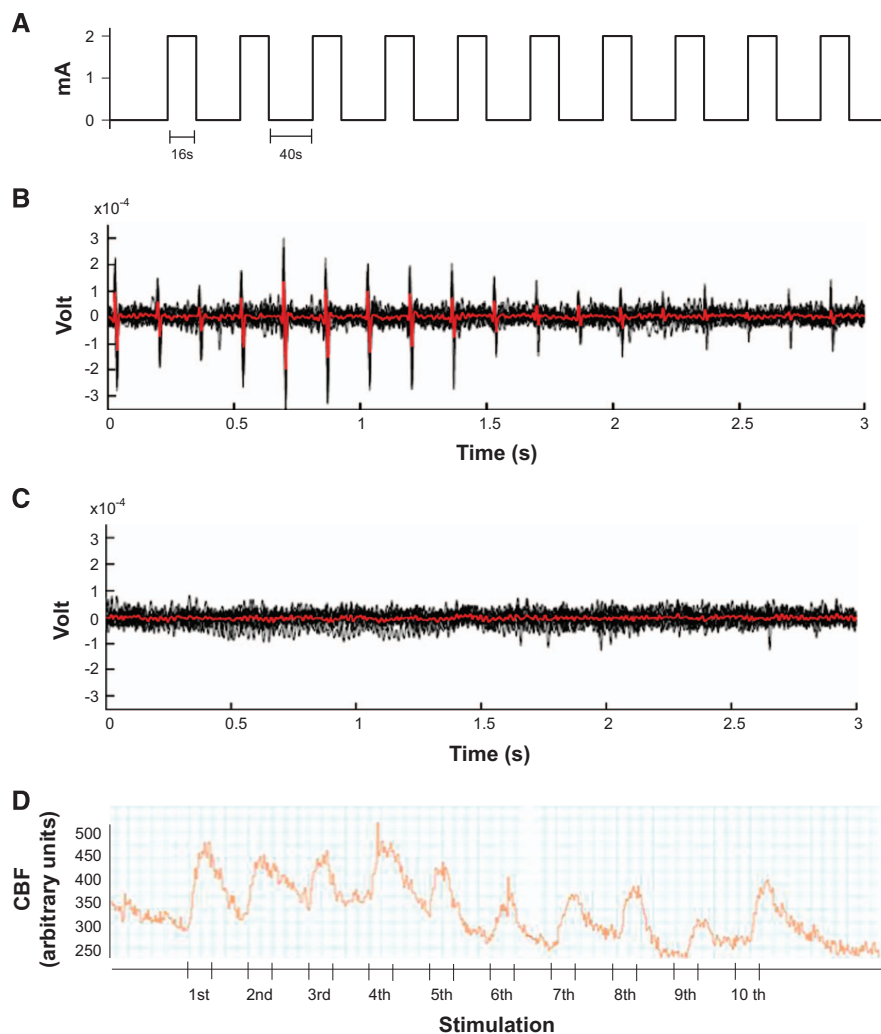 A
mA
2
1
0
16s
40s
B
x10-4
Volt
3
2
1
0
-1
-2
-3
0 0.5 1 1.5 2 2.5 3
Time (s)
C
x10-4
Volt
3
2
1
0
-1
-2
-3
0 0.5 1 1.5 2 2.5 3
Time (s)
D
CBF
(arbitrary units)
500
450
400
350
300
250
1st 2nd 3rd 4th 5th 6th 7th 8th 9th 10 th
Stimulation